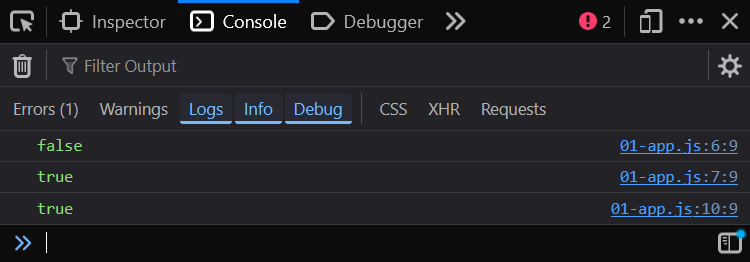 Inspector Console Debugger 2
Filter Output
Errors (1) Warnings Logs Info Debug CSS XHR Requests
false 01-app.js:6:9
true 01-app.js:7:9
true 01-app.js:10:9